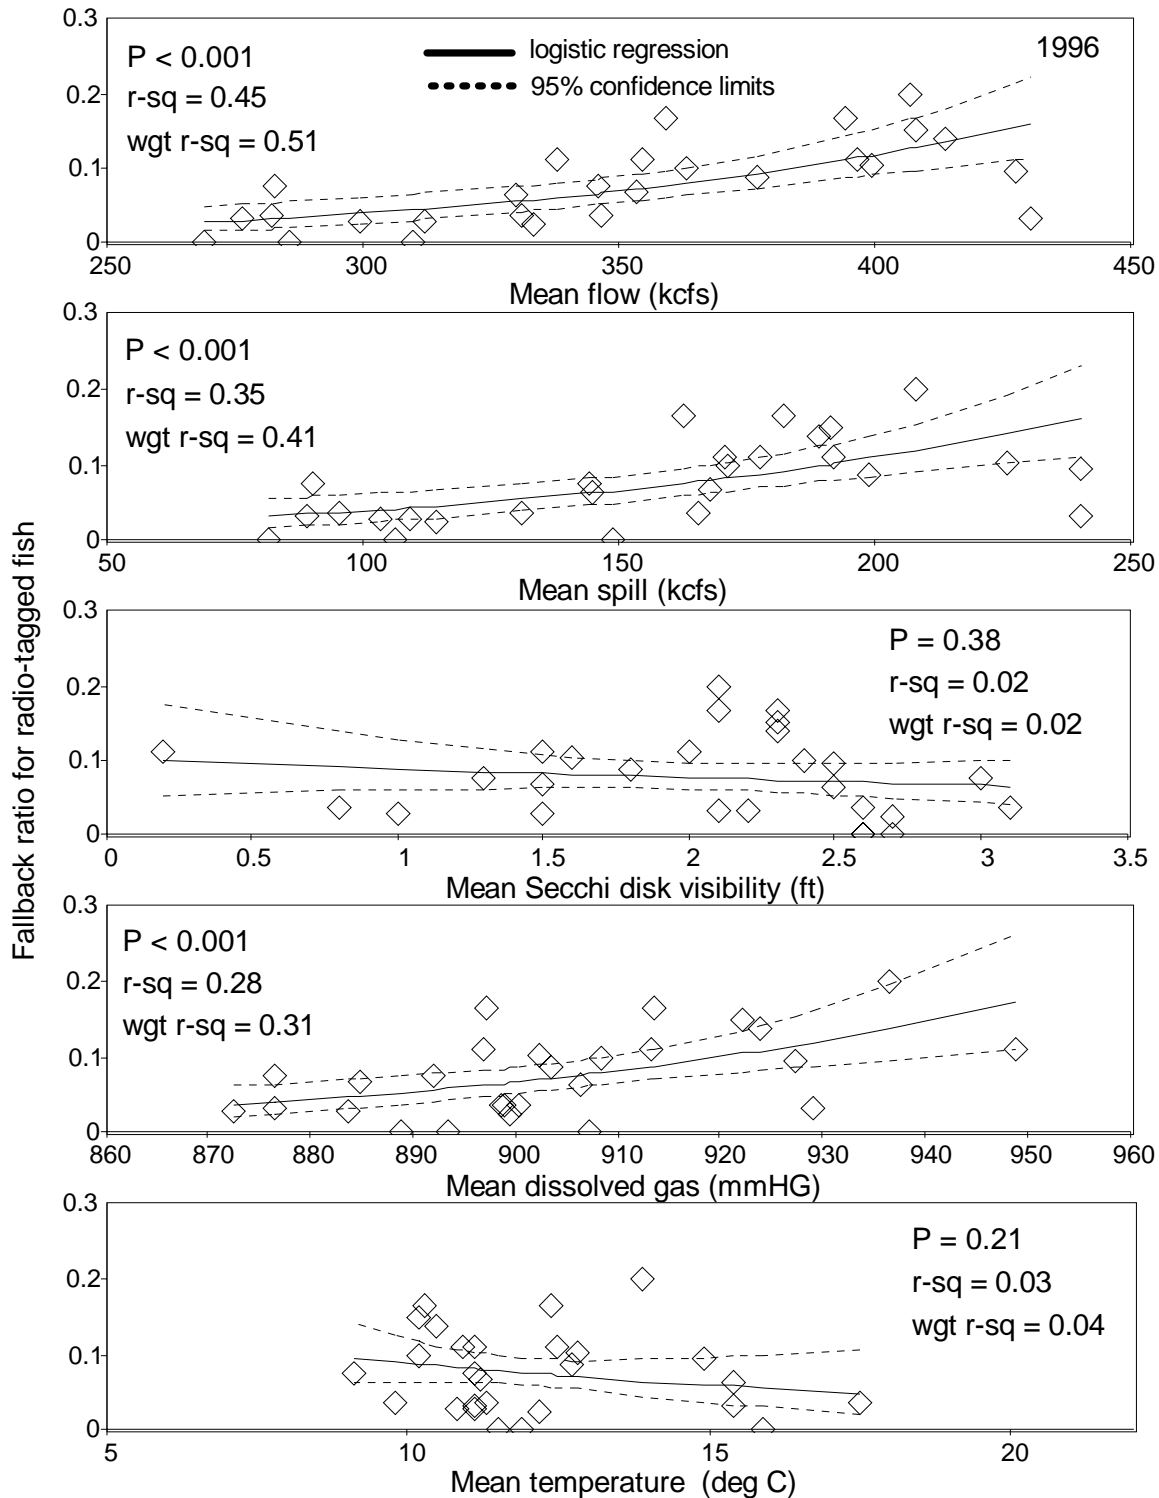 Fallback ratio for radio-tagged fish
0.3
0.2
0.1
0
P < 0.001
r-sq = 0.45
wgt r-sq = 0.51
logistic regression
95% confidence limits
1996
250 300 350 400 450
Mean flow (kcfs)
0.3
0.2
0.1
0
P < 0.001
r-sq = 0.35
wgt r-sq = 0.41
50 100 150 200 250
Mean spill (kcfs)
0.3
0.2
0.1
0
P = 0.38
r-sq = 0.02
wgt r-sq = 0.02
0 0.5 1 1.5 2 2.5 3 3.5
Mean Secchi disk visibility (ft)
0.3
0.2
0.1
0
P < 0.001
r-sq = 0.28
wgt r-sq = 0.31
860 870 880 890 900 910 920 930 940 950 960
Mean dissolved gas (mmHG)
0.3
0.2
0.1
0
P = 0.21
r-sq = 0.03
wgt r-sq = 0.04
5 10 15 20
Mean temperature (deg C)